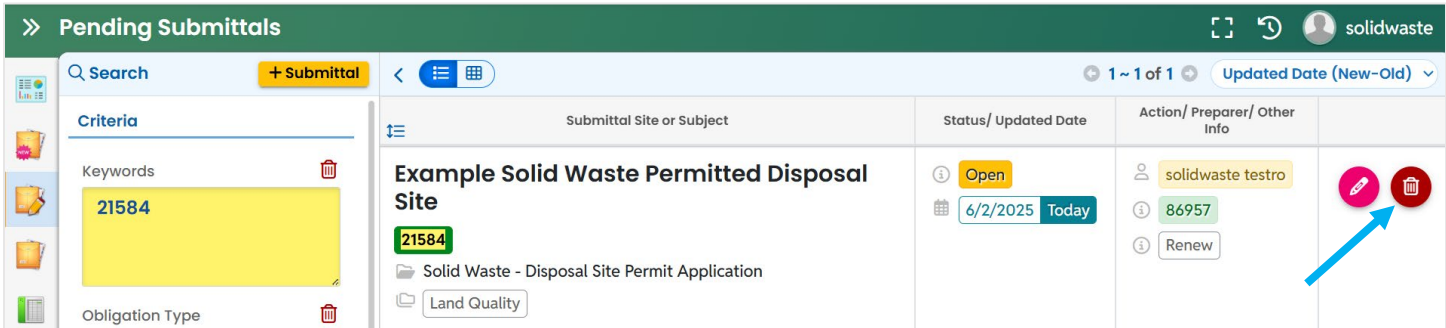 Pending Submittals
solidwaste
Search
+Submittal
1 ~ 1 of 1
Updated Date (New-Old)
Criteria
Submittal Site or Subject
Status/ Updated Date
Action/ Preparer/ Other
Info
Keywords
21584
Example Solid Waste Permitted Disposal
Site
21584
Solid Waste - Disposal Site Permit Application
Land Quality
Open
6/2/2025 Today
solidwaste testro
86957
Renew
Obligation Type